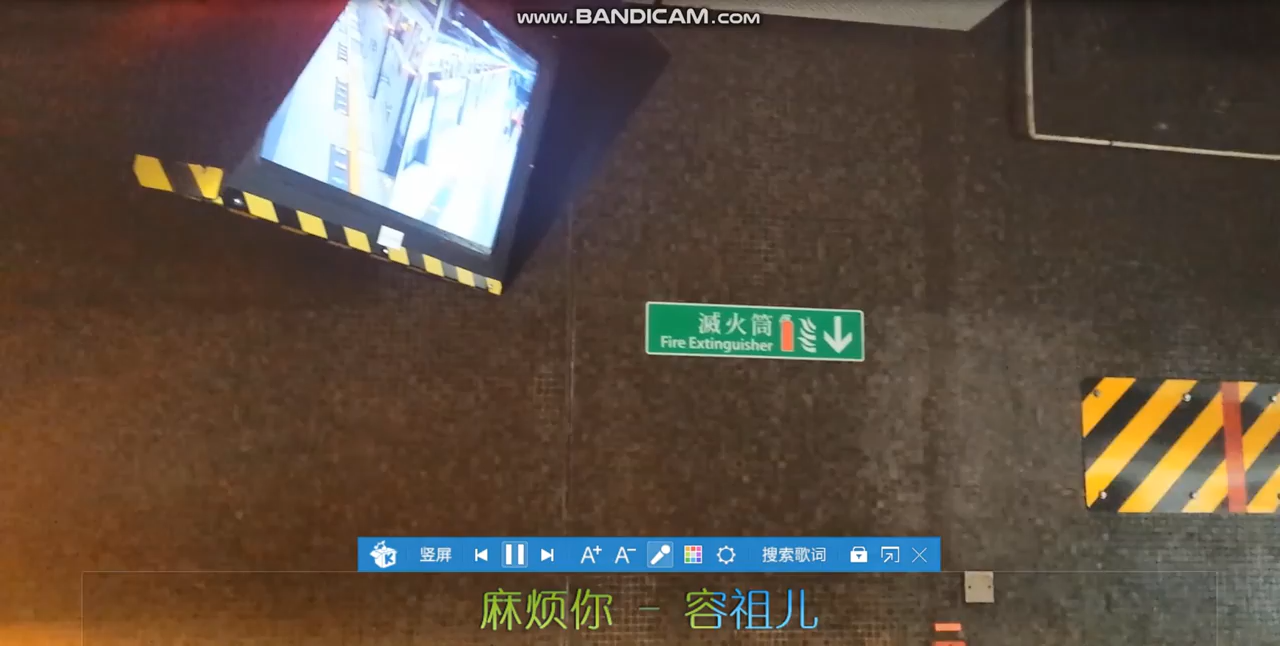 www.BANDICAM.com
滅火筒
Fire Extinguisher
竖屏
A+
A-
搜索歌词
麻烦你 - 容祖儿